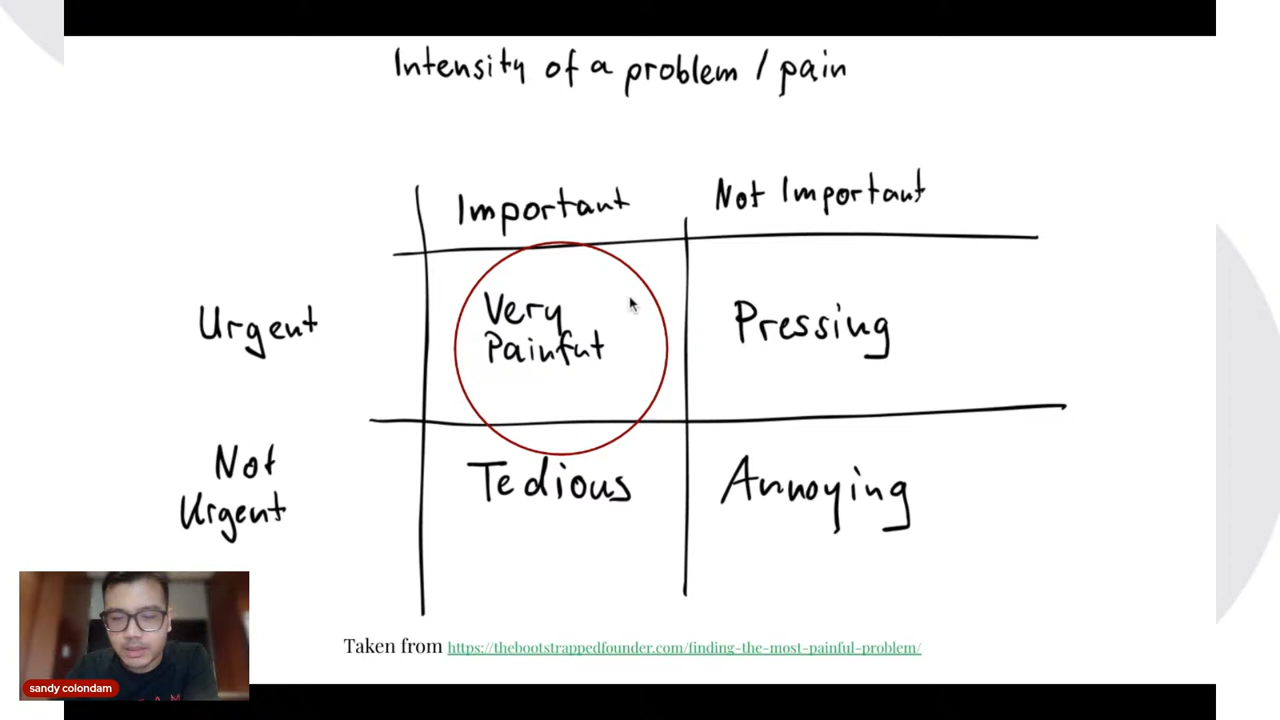 Intensity of a problem / pain
Important
Not Important
Urgent
Very
Painful
Pressing
Not
Urgent
Tedious
Annoying
Taken from https://thebootstrappedfounder.com/finding-the-most-painful-problem/
sandy colondam